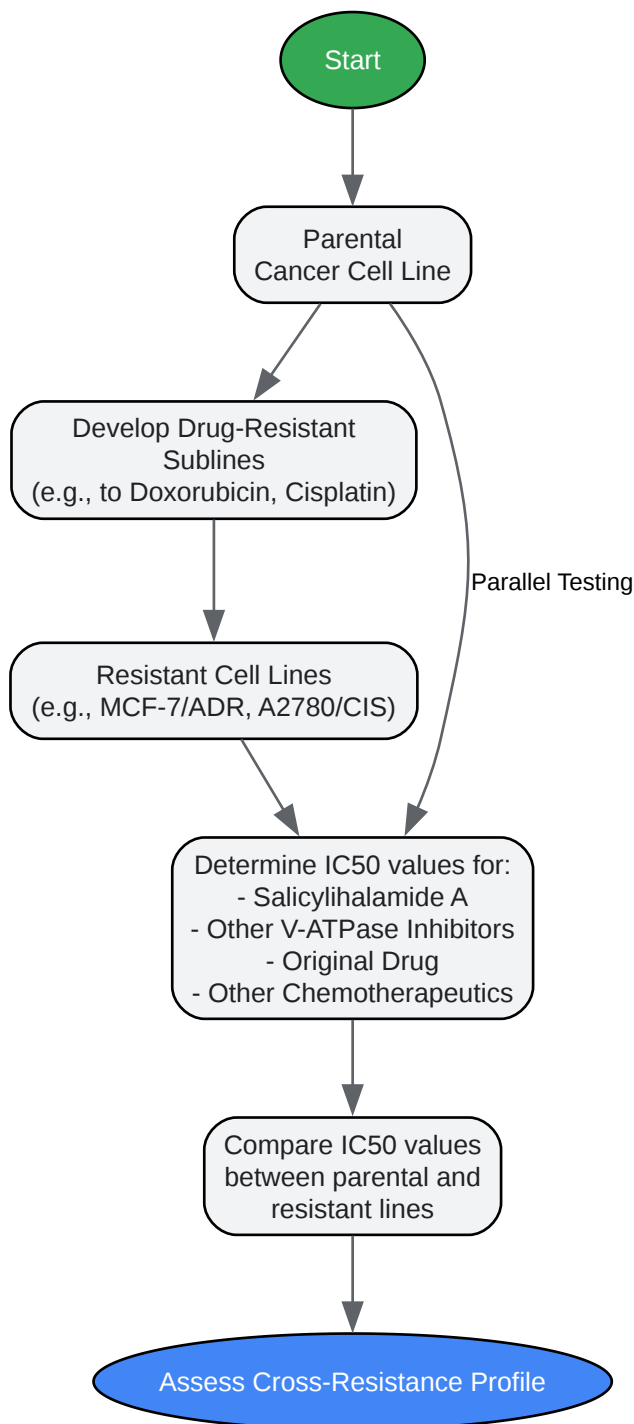 Start
Parental
Cancer Cell Line
Develop Drug-Resistant
Sublines
(e.g., to Doxorubicin, Cisplatin)
Parallel Testing
Resistant Cell Lines
(e.g., MCF-7/ADR, A2780/CIS)
Determine IC50 values for:
- Salicylihalamide A
- Other V-ATPase Inhibitors
- Original Drug
- Other Chemotherapeutics
Compare IC50 values
between parental and
resistant lines
Assess Cross-Resistance Profile